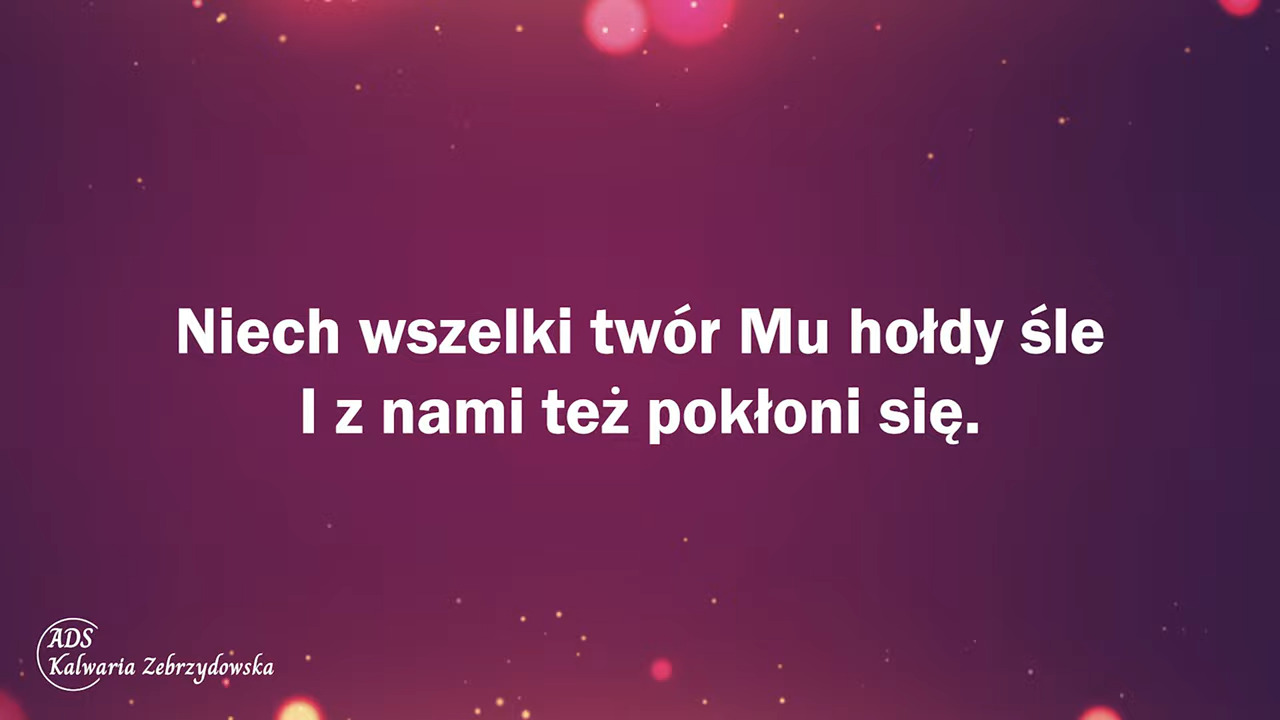 Niech wszelki twór Mu hołdy śle
I z nami też pokłoni się.
ADS
Kalwaria Zebrzydowska